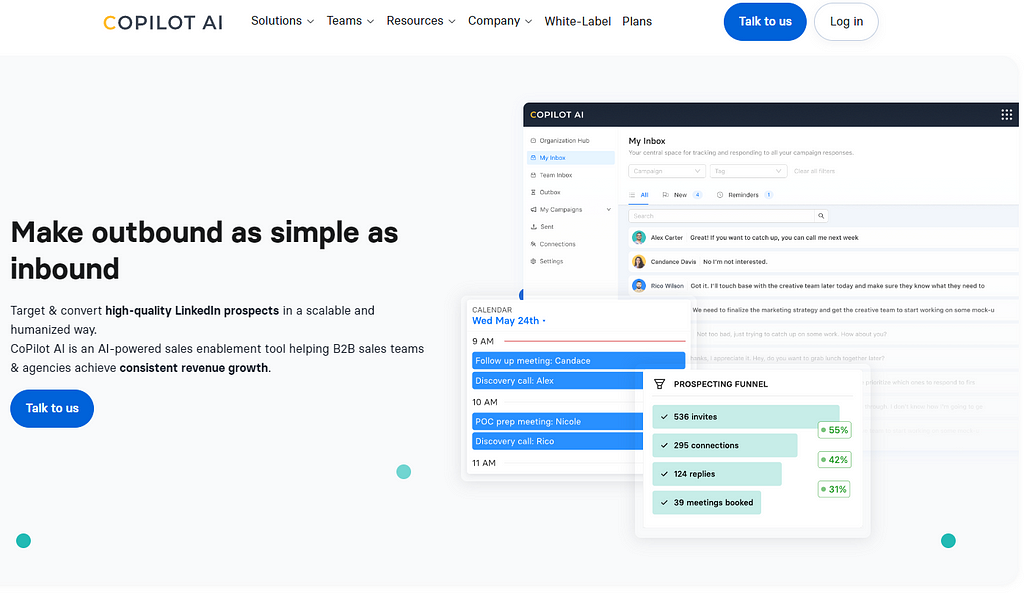 COPILOT AI
Solutions
Teams
Resources
Company
White-Label
Plans
Talk to us
Log in
Make outbound as simple as
inbound
Target & convert high-quality LinkedIn prospects in a scalable and
humanized way.
CoPilot AI is an AI-powered sales enablement tool helping B2B sales teams
& agencies achieve consistent revenue growth.
Talk to us
COPILOT AI
Organization Hub
My Inbox
Team Inbox
Outbox
My Campaigns
Sent
Connections
Settings
My Inbox
Your central space for tracking and responding to all your campaign responses.
Campaign
Tag
Clear all filters
All
New 4
Reminders 1
Search
Alex Carter Great! If you want to catch up, you can call me next week
Candance Davis No I'm not interested.
Rico Wilson Got it. I'll touch base with the creative team later today and make sure they know what they need to
We need to finalize the marketing strategy and get the creative team to start working on some mock-u
Not too bad, just trying to catch up on some work. How about you?
I appreciate it. Hey, do you want to grab lunch together later?
prioritize which ones to respond to firs
CALENDAR
Wed May 24th
9 AM
Follow up meeting: Candace
Discovery call: Alex
10 AM
POC prep meeting: Nicole
Discovery call: Rico
11 AM
PROSPECTING FUNNEL
536 invites
55%
295 connections
42%
124 replies
31%
39 meetings booked